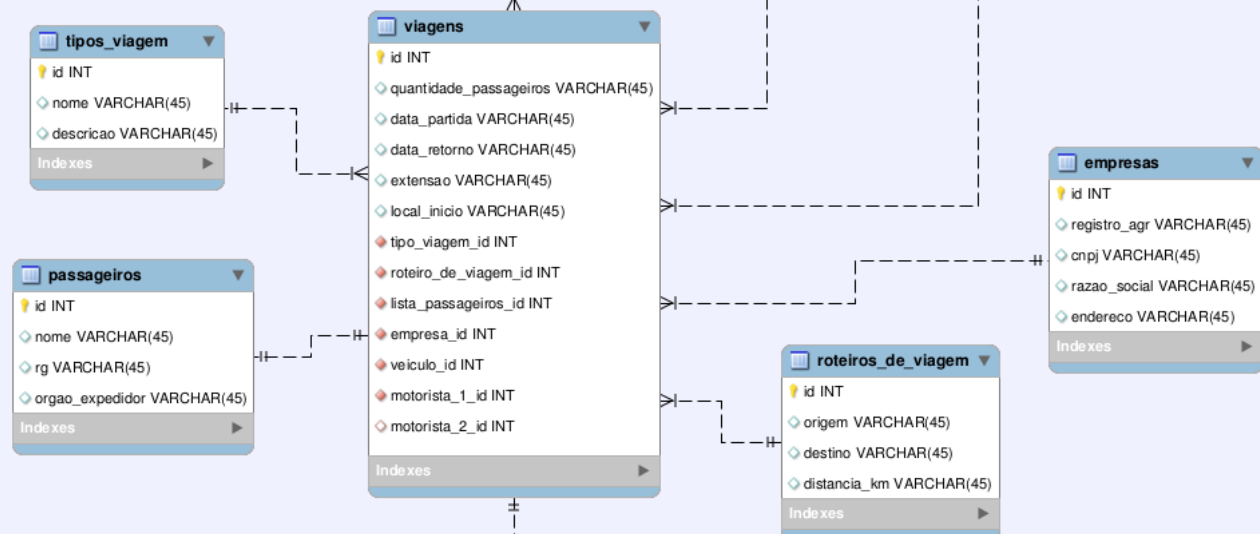 tipos_viagem
id INT
nome VARCHAR(45)
descricao VARCHAR(45)
Indexes
passageiros
id INT
nome VARCHAR(45)
rg VARCHAR(45)
orgao_expedidor VARCHAR(45)
Indexes
viagens
id INT
quantidade_passageiros VARCHAR(45)
data_partida VARCHAR(45)
data_retorno VARCHAR(45)
extensao VARCHAR(45)
local_inicio VARCHAR(45)
tipo_viagem_id INT
roteiro_de_viagem_id INT
lista_passageiros_id INT
empresa_id INT
veiculo_id INT
motorista_1_id INT
motorista_2_id INT
Indexes
empresas
id INT
registro_agr VARCHAR(45)
cnpj VARCHAR(45)
razao_social VARCHAR(45)
endereco VARCHAR(45)
Indexes
roteiros_de_viagem
id INT
origem VARCHAR(45)
destino VARCHAR(45)
distancia_km VARCHAR(45)
Indexes